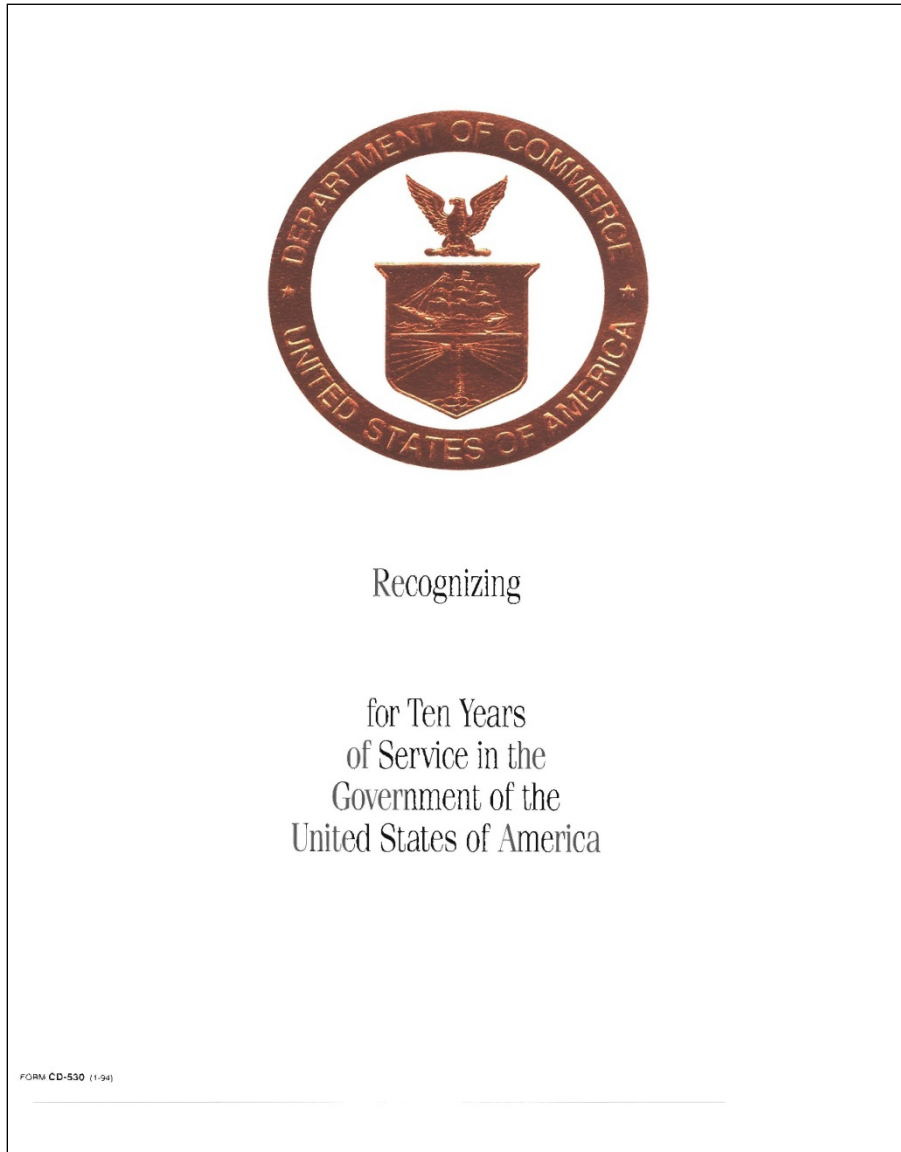 DEPARTMENT OF COMMERCE
UNITED STATES OF AMERICA
Recognizing
for Ten Years
of Service in the
Government of the
United States of America
FORM CD-530 (1-94)